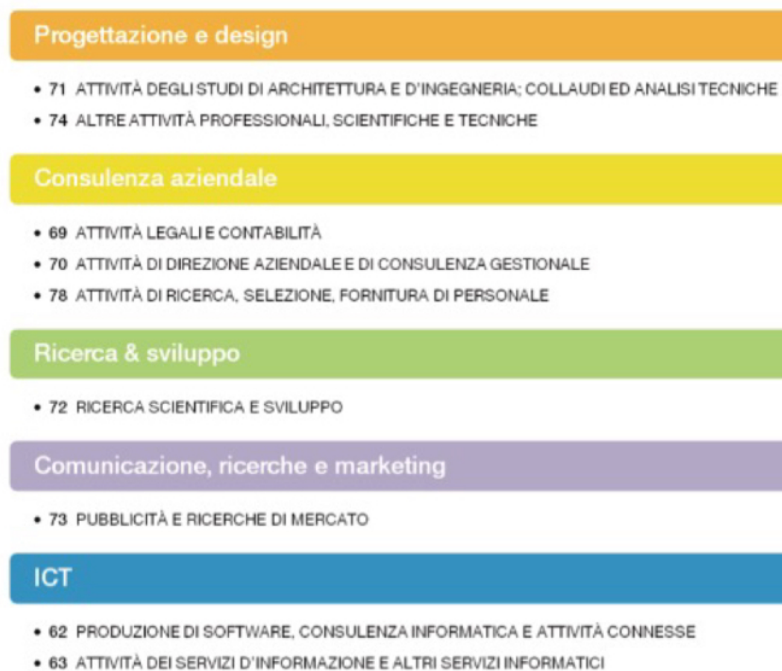 Progettazione e design
• 71 ATTIVITÀ DEGLI STUDI DI ARCHITETTURA E D'INGEGNERIA; COLLAUDI ED ANALISI TECNICHE
• 74 ALTRE ATTIVITÀ PROFESSIONALI, SCIENTIFICHE E TECNICHE
Consulenza aziendale
• 69 ATTIVITÀ LEGALI E CONTABILITÀ
• 70 ATTIVITÀ DI DIREZIONE AZIENDALE E DI CONSULENZA GESTIONALE
• 78 ATTIVITÀ DI RICERCA, SELEZIONE, FORNITURA DI PERSONALE
Ricerca & sviluppo
• 72 RICERCA SCIENTIFICA E SVILUPPO
Comunicazione, ricerche e marketing
• 73 PUBBLICITÀ E RICERCHE DI MERCATO
ICT
• 62 PRODUZIONE DI SOFTWARE, CONSULENZA INFORMATICA E ATTIVITÀ CONNESSE
• 63 ATTIVITÀ DEI SERVIZI D'INFORMAZIONE E ALTRI SERVIZI INFORMATICI